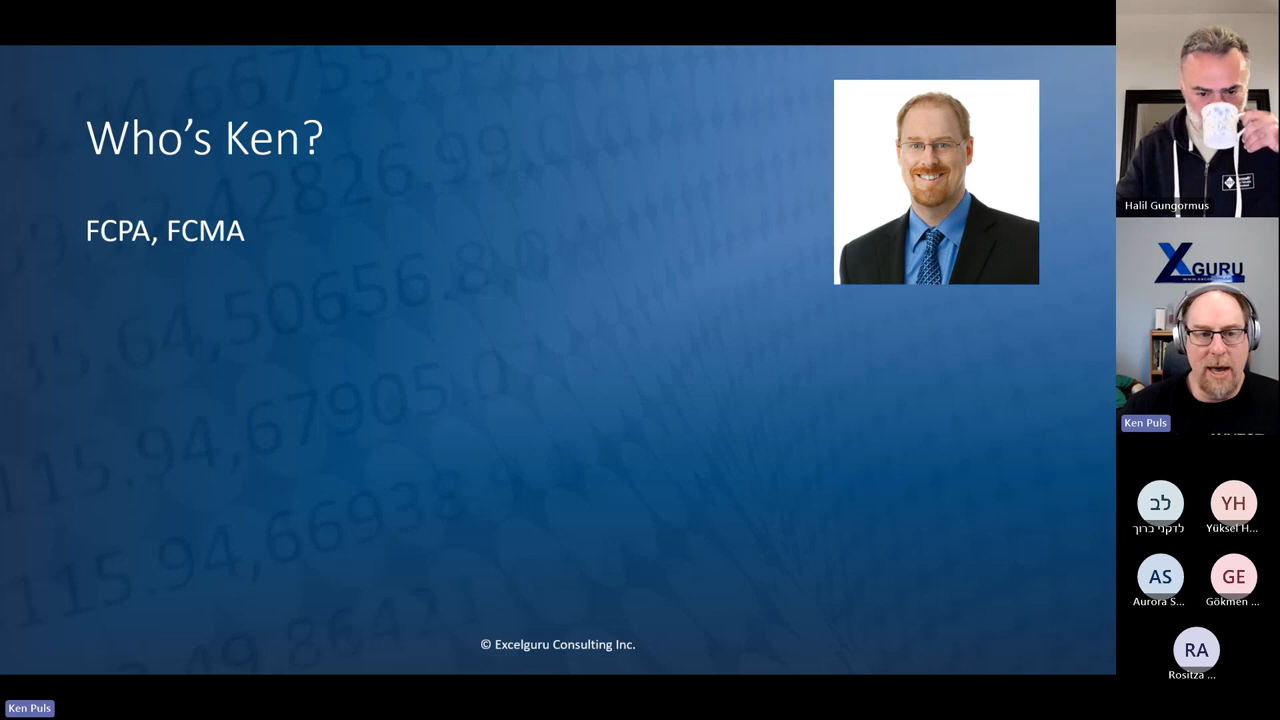 Who's Ken?
FCPA, FCMA
© Excelguru Consulting Inc.
Ken Puls
Halil Gungormus
XGURU
Ken Puls
לב
לדקני ברוך
YH
Yüksel H...
AS
Aurora S...
GE
Gökmen ...
RA
Rositza ...